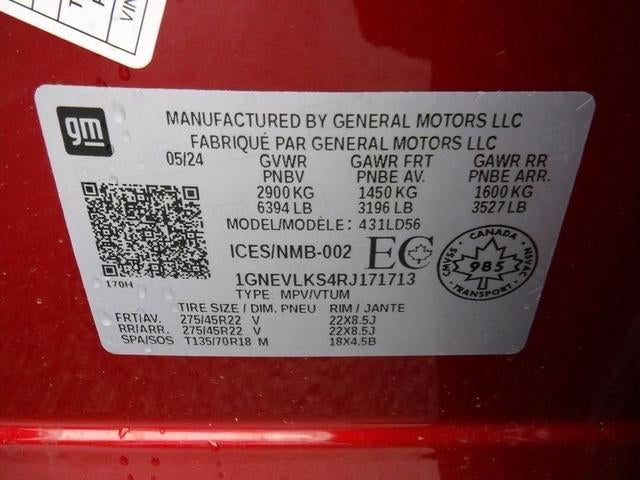 VIN
gm
MANUFACTURED BY GENERAL MOTORS LLC
FABRIQUÉ PAR GENERAL MOTORS LLC
05/24 GVWR GAWR FRT GAWR RR
PNBV PNBE AV. PNBE ARR.
2900 KG 1450 KG 1600 KG
6394 LB 3196 LB 3527 LB
MODEL/MODÈLE: 431LD56
ICES/NMB-002 EC
CANADA
SSVAC NSVAC
985
TRANSPORT
170H
1GNEVLKS4RJ171713
TYPE: MPV/VTUM
TIRE SIZE / DIM. PNEU RIM / JANTE
FRT/AV. 275/45R22 V 22X8.5J
RR/ARR. 275/45R22 V 22X8.5J
SPA/SOS T135/70R18 M 18X4.5B